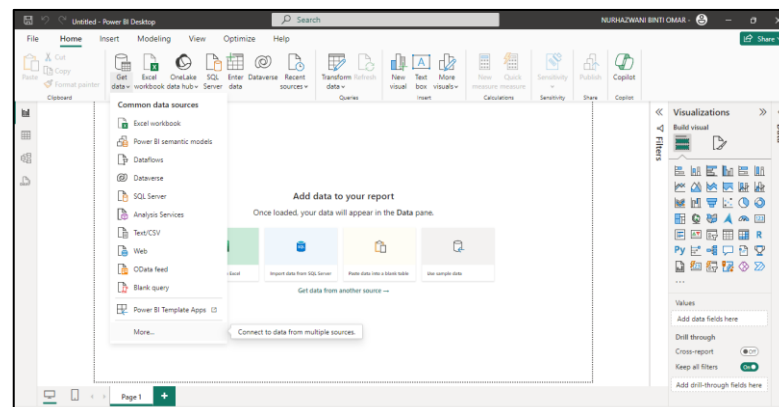 Untitled - Power BI Desktop
Search
NURHAZWANI BINTI OMAR
File Home Insert Modeling View Optimize Help
Share
Paste
Cut
Copy
Format painter
Clipboard
Get data
Excel workbook
OneLake data hub
SQL Server
Enter data
Dataverse
Recent sources
Transform data
Refresh
Queries
New visual
Text box
More visuals
Insert
New measure
Quick measure
Calculations
Sensitivity
Sensitivity
Publish
Share
Copilot
Copilot
Common data sources
Excel workbook
Power BI semantic models
Dataflows
Dataverse
SQL Server
Analysis Services
Text/CSV
Web
OData feed
Blank query
Power BI Template Apps
More...
Connect to data from multiple sources.
Add data to your report
Once loaded, your data will appear in the Data pane.
Excel
Import data from SQL Server
Paste data into a blank table
Use sample data
Get data from another source →
Filters
Visualizations
Build visual
R
Py
...
Values
Add data fields here
Drill through
Cross-report
Off
Keep all filters
On
Add drill-through fields here
Page 1